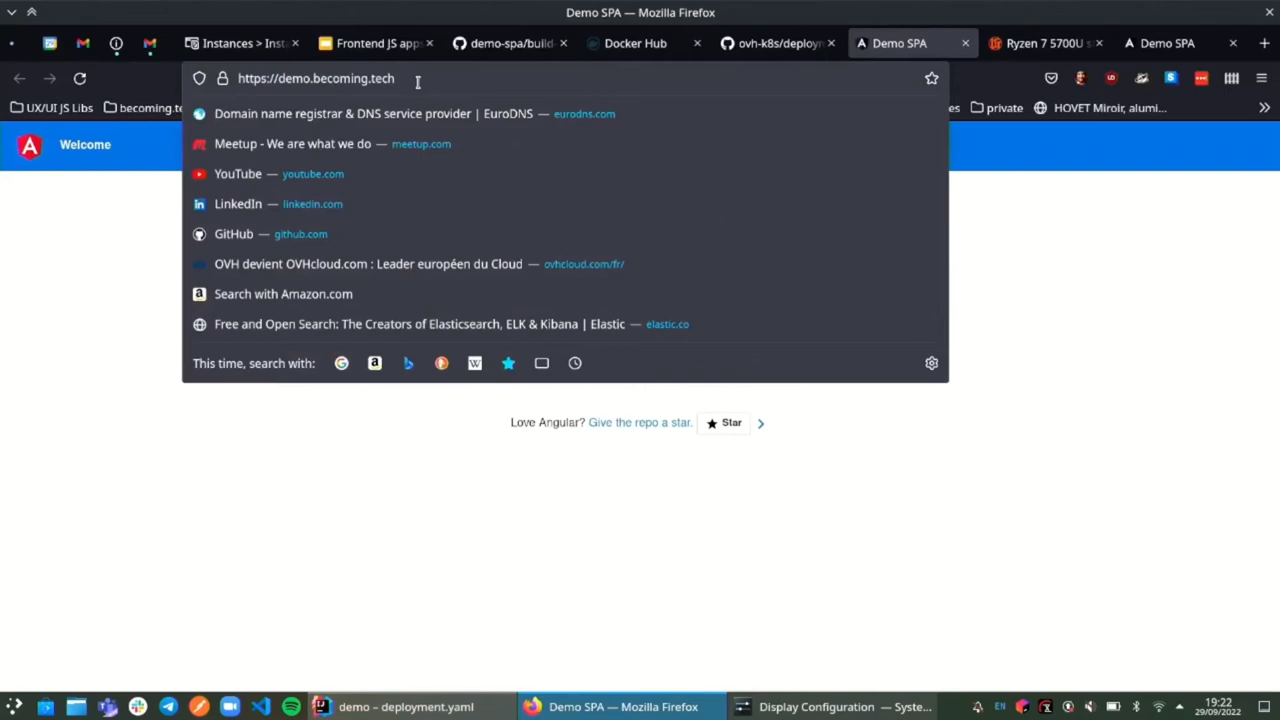 Demo SPA — Mozilla Firefox
Instances > Inst
Frontend JS apps
demo-spa/build
Docker Hub
ovh-k8s/deploym
Demo SPA
Ryzen 7 5700U s
Demo SPA
https://demo.becoming.tech
UX/UI JS Libs
becoming.te
es
private
HOVET Miroir, alumi...
Welcome
Domain name registrar & DNS service provider | EuroDNS — eurodns.com
Meetup - We are what we do — meetup.com
YouTube — youtube.com
LinkedIn — linkedin.com
GitHub — github.com
OVH devient OVHcloud.com : Leader européen du Cloud — ovhcloud.com/fr/
Search with Amazon.com
Free and Open Search: The Creators of Elasticsearch, ELK & Kibana | Elastic — elastic.co
This time, search with:
Love Angular? Give the repo a star. Star
demo – deployment.yaml
Demo SPA — Mozilla Firefox
Display Configuration — Syste...
EN
19:22
29/09/2022